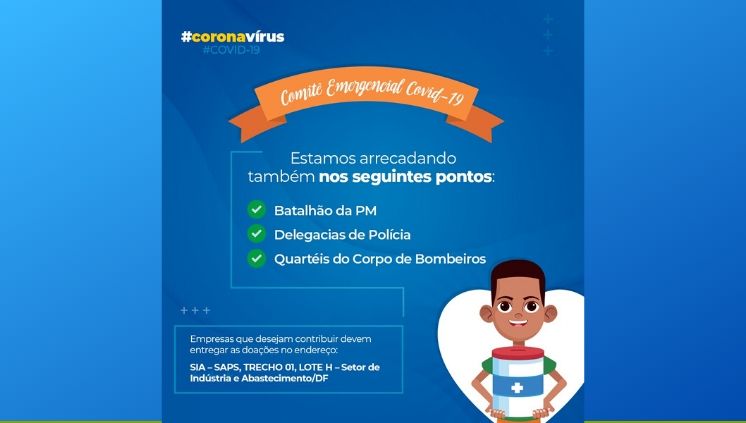 #coronavírus
#COVID-19
Comitê Emergencial Covid-19
Estamos arrecadando
também nos seguintes pontos:
Batalhão da PM
Delegacias de Polícia
Quartéis do Corpo de Bombeiros
Empresas que desejam contribuir devem
entregar as doações no endereço:
SIA – SAPS, TRECHO 01, LOTE H – Setor de
Indústria e Abastecimento/DF